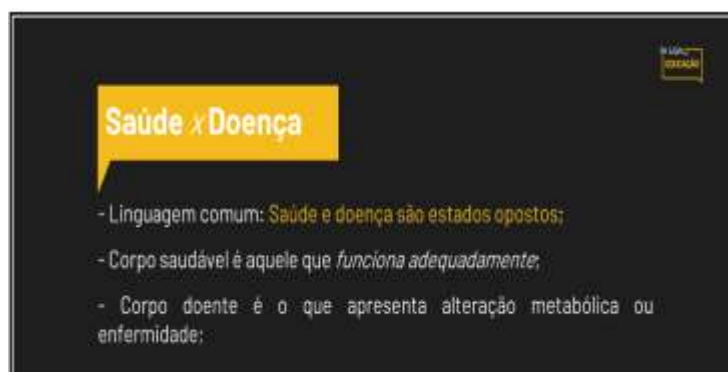 EDUCAÇÃO
Saúde x Doença
- Linguagem comum: Saúde e doença são estados opostos;
- Corpo saudável é aquele que funciona adequadamente;
- Corpo doente é o que apresenta alteração metabólica ou
enfermidade;